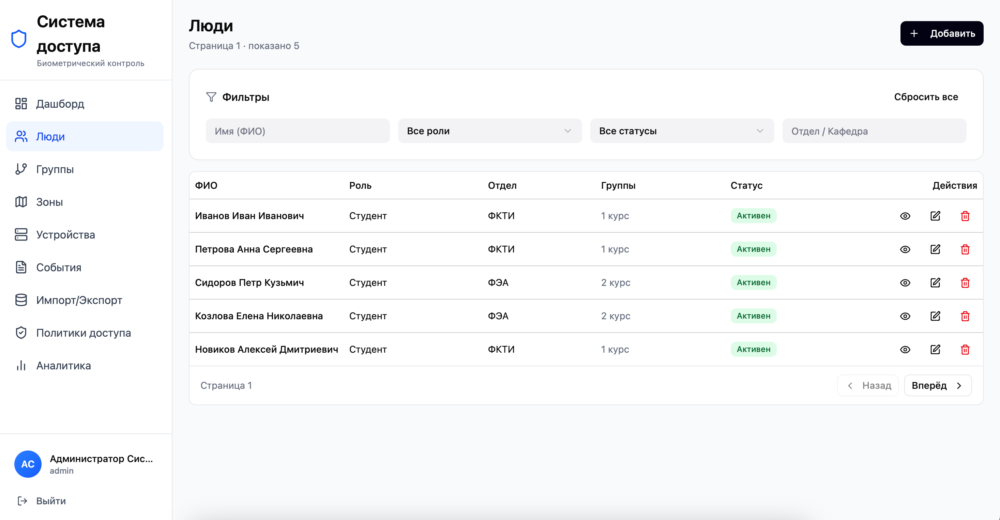 Система
доступа
Биометрический контроль
Дашборд
Люди
Группы
Зоны
Устройства
События
Импорт/Экспорт
Политики доступа
Аналитика
АС
Администратор Сис...
admin
Выйти
Люди
Страница 1 · показано 5
+ Добавить
Фильтры
Сбросить все
Имя (ФИО) Все роли Все статусы Отдел / Кафедра
ФИО Роль Отдел Группы Статус Действия
Иванов Иван Иванович Студент ФКТИ 1 курс Активен
Петрова Анна Сергеевна Студент ФКТИ 1 курс Активен
Сидоров Петр Кузьмич Студент ФЭА 2 курс Активен
Козлова Елена Николаевна Студент ФЭА 2 курс Активен
Новиков Алексей Дмитриевич Студент ФКТИ 1 курс Активен
Страница 1 Назад Вперёд